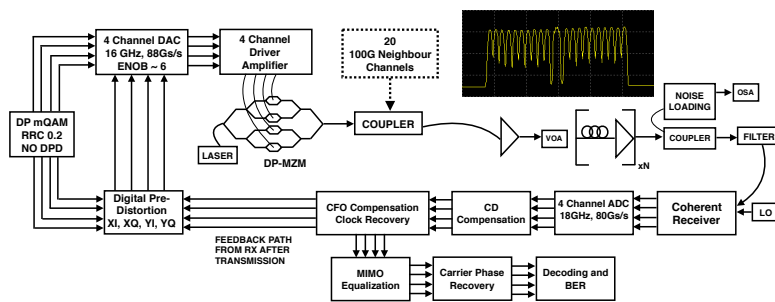 4 Channel DAC
16 GHz, 88Gs/s
ENOB ~ 6
4 Channel
Driver
Amplifier
20
100G Neighbour
Channels
DP mQAM
RRC 0.2
NO DPD
LASER
DP-MZM
COUPLER
VOA
xN
NOISE
LOADING
OSA
COUPLER
FILTER
Digital Pre-
Distortion
XI, XQ, YI, YQ
CFO Compensation
Clock Recovery
CD
Compensation
4 Channel ADC
18GHz, 80Gs/s
Coherent
Receiver
LO
FEEDBACK PATH
FROM RX AFTER
TRANSMISSION
MIMO
Equalization
Carrier Phase
Recovery
Decoding and
BER